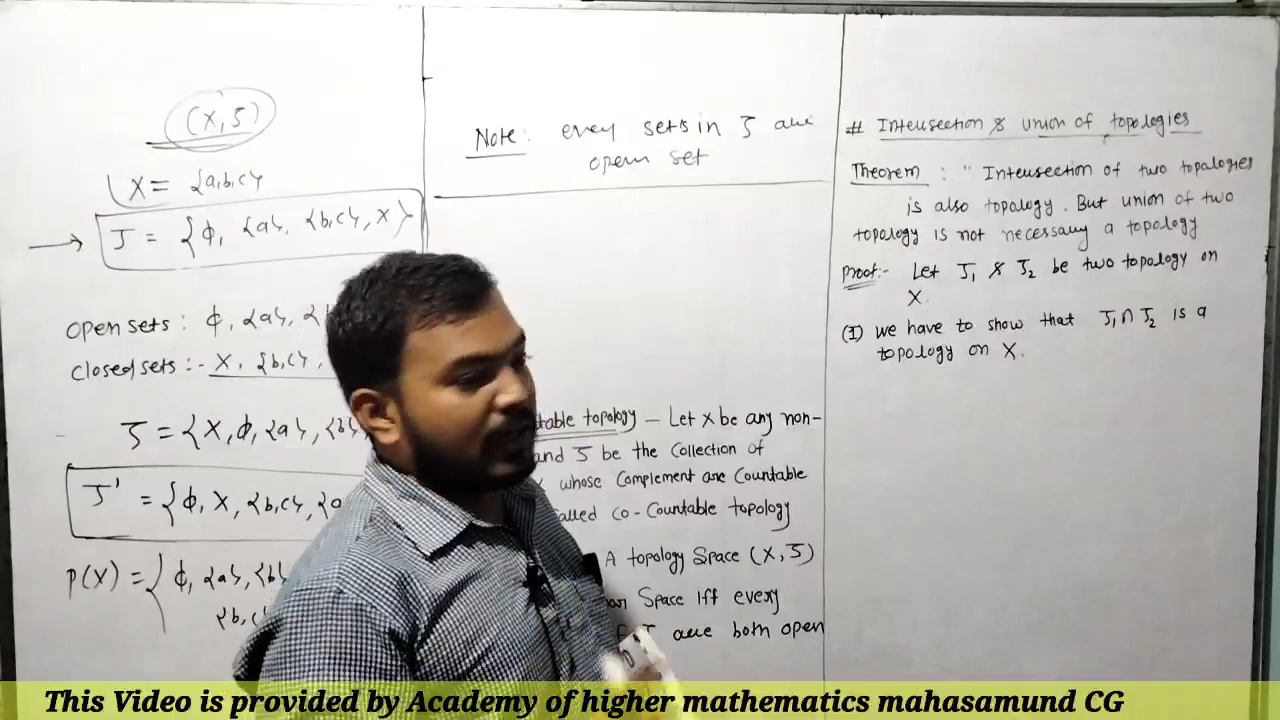 (X, J)
X = {a,b,c}
J = {ϕ, {a}, {b,c}, X}
open sets : ϕ, {a},
closed sets :- X, {b,c},
J = {X, ϕ, {a},
J' = {ϕ, X, {b,c},
P(X) = { ϕ, {a}, {b}
{b,c}
Note: every sets in J are
open set
topology – Let X be any non-
and J be the Collection of
whose Complement are Countable
Co-Countable topology
A topology Space (X, J)
Space iff every
are both open
# Intersection & union of topologies
Theorem : " Intersection of two topalogies
is also topology. But union of two
topology is not necessary a topology
Proof:- Let J₁ & J₂ be two topology on
X.
(I) we have to show that J₁ ∩ J₂ is a
topology on X.
This Video is provided by Academy of higher mathematics mahasamund CG